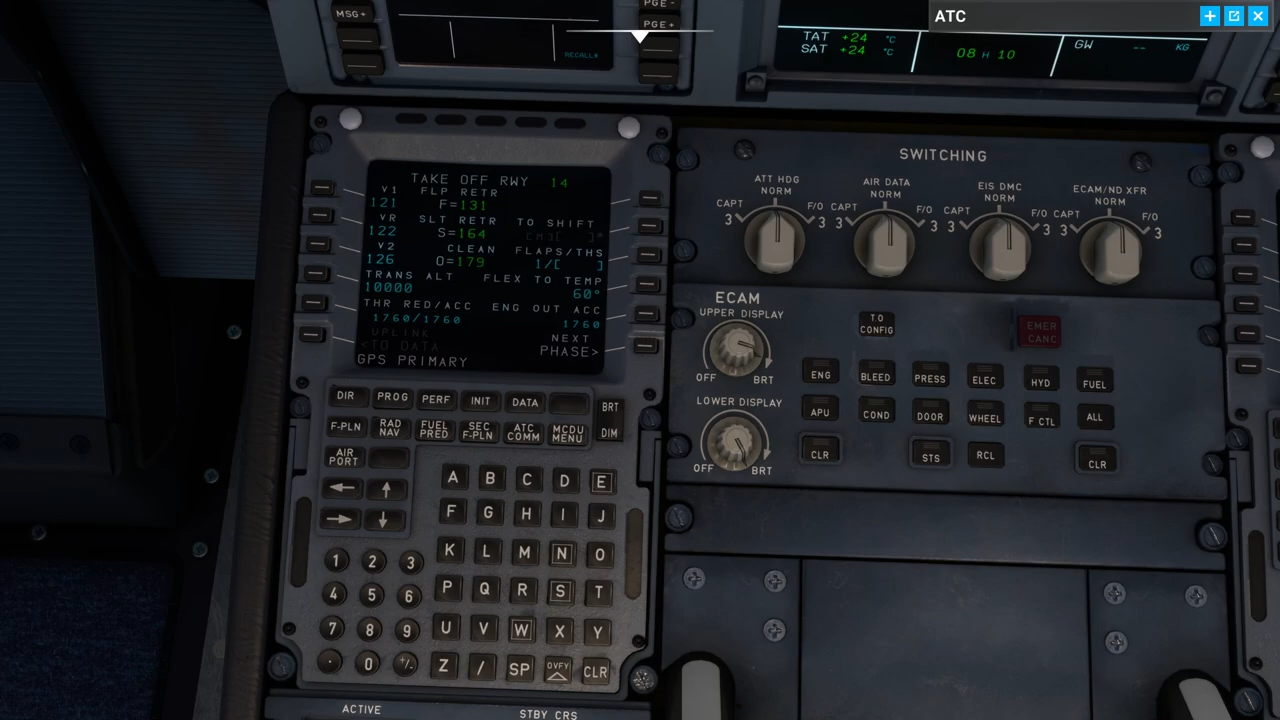 ATC
MSG+
PGE-
PGE+
RECALL*
TAT +24 °C
SAT +24 °C
08 H 10
GW -- KG
TAKE OFF RWY 14
V1 FLP RETR
121 F=131
VR SLT RETR TO SHIFT
122 S=164
V2 CLEAN FLAPS/THS
126 O=179 1/[ ]
TRANS ALT FLEX TO TEMP
10000 60°
THR RED/ACC ENG OUT ACC
1760/1760 1760
UPLINK NEXT
<TO DATA PHASE>
GPS PRIMARY
DIR PROG PERF INIT DATA
BRT
DIM
F-PLN RAD NAV FUEL PRED SEC F-PLN ATC COMM MCDU MENU
AIR PORT
← ↑
→ ↓
A B C D E
F G H I J
K L M N O
P Q R S T
U V W X Y
Z / SP OVFY CLR
1 2 3
4 5 6
7 8 9
. 0 +/-
ACTIVE STBY CRS
SWITCHING
ATT HDG AIR DATA EIS DMC ECAM/ND XFR
NORM NORM NORM NORM
CAPT F/O CAPT F/O CAPT F/O CAPT F/O
3 3 3 3 3 3 3 3
ECAM
UPPER DISPLAY
OFF BRT
LOWER DISPLAY
OFF BRT
T.O CONFIG
EMER CANC
ENG BLEED PRESS ELEC HYD FUEL
APU COND DOOR WHEEL F CTL ALL
CLR STS RCL CLR